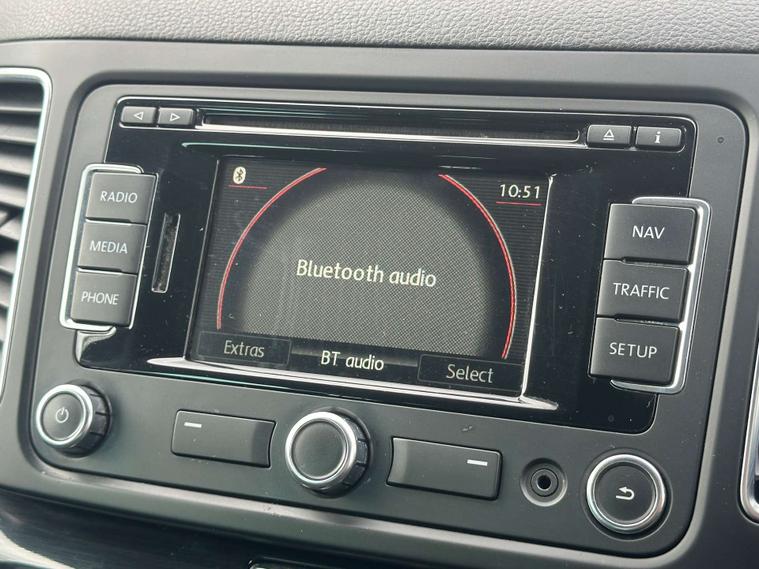 10:51
RADIO
MEDIA
PHONE
Bluetooth audio
Extras
BT audio
Select
NAV
TRAFFIC
SETUP
i